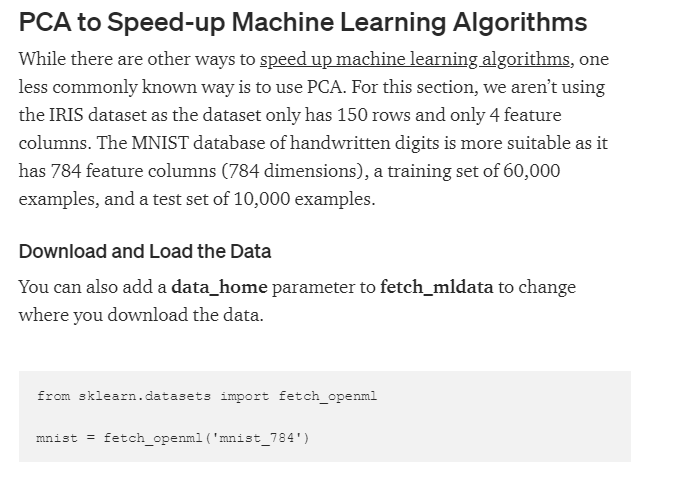 PCA to Speed-up Machine Learning Algorithms
While there are other ways to speed up machine learning algorithms, one
less commonly known way is to use PCA. For this section, we aren’t using
the IRIS dataset as the dataset only has 150 rows and only 4 feature
columns. The MNIST database of handwritten digits is more suitable as it
has 784 feature columns (784 dimensions), a training set of 60,000
examples, and a test set of 10,000 examples.
Download and Load the Data
You can also add a data_home parameter to fetch_mldata to change
where you download the data.
from sklearn.datasets import fetch_openml
mnist = fetch_openml('mnist_784')